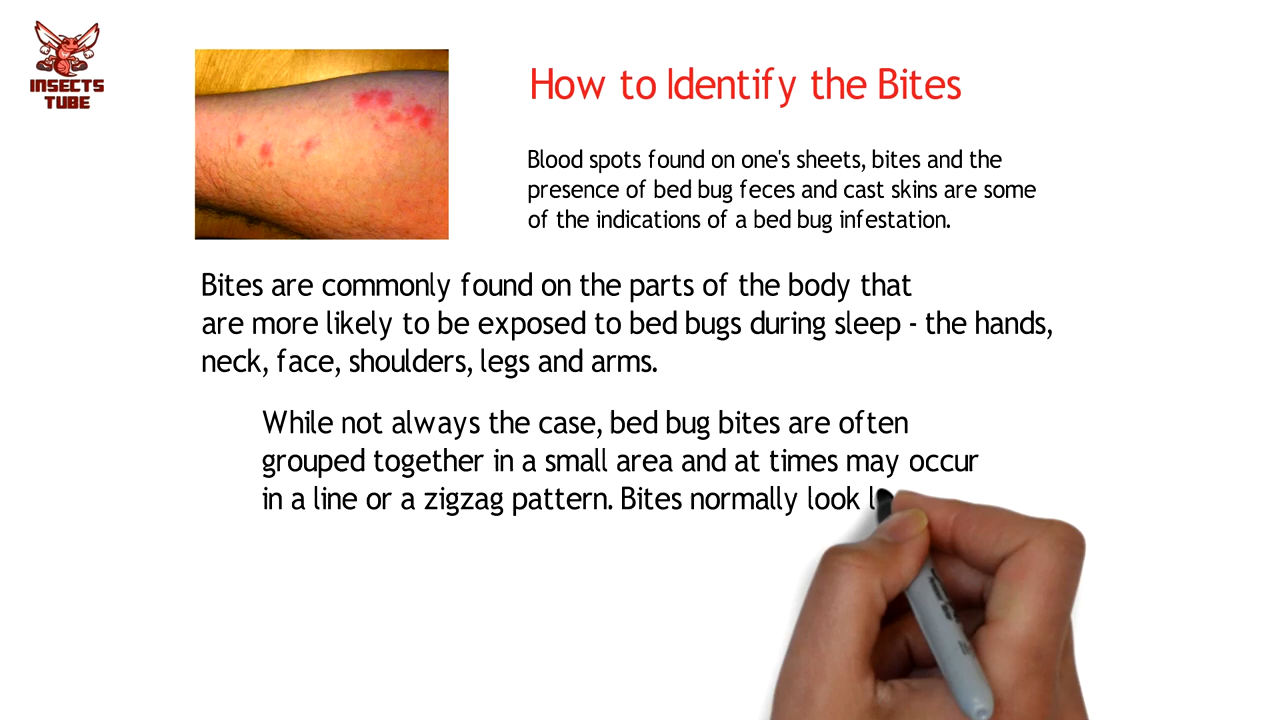 INSECTS
TUBE
How to Identify the Bites
Blood spots found on one's sheets, bites and the
presence of bed bug feces and cast skins are some
of the indications of a bed bug infestation.
Bites are commonly found on the parts of the body that
are more likely to be exposed to bed bugs during sleep - the hands,
neck, face, shoulders, legs and arms.
While not always the case, bed bug bites are often
grouped together in a small area and at times may occur
in a line or a zigzag pattern. Bites normally look l